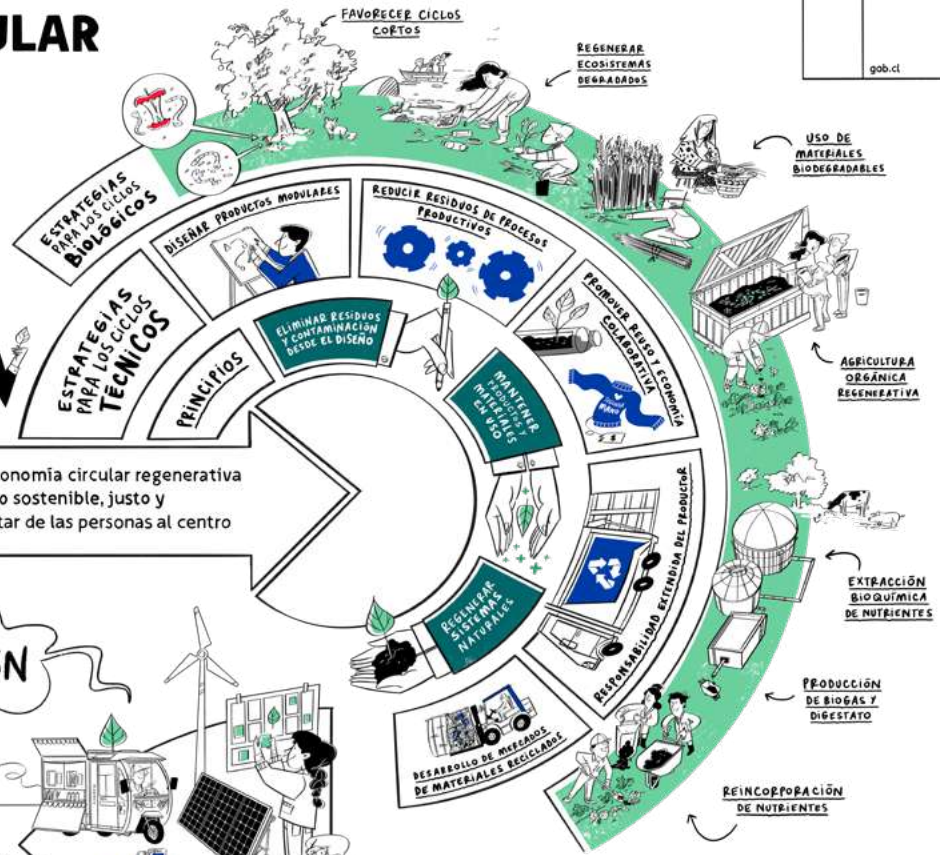 ULAR
gob.cl
FAVORECER CICLOS
CORTOS
REGENERAR
ECOSISTEMAS
DEGRADADOS
USO DE
MATERIALES
BIODEGRADABLES
AGRICULTURA
ORGÁNICA
REGENERATIVA
EXTRACCIÓN
BIOQUÍMICA
DE NUTRIENTES
PRODUCCIÓN
DE BIOGAS Y
DIGESTATO
REINCORPORACIÓN
DE NUTRIENTES
ESTRATEGIAS
PARA LOS CICLOS
BIOLÓGICOS
ESTRATEGIAS
PARA LOS CICLOS
TÉCNICOS
DISEÑAR PRODUCTOS MODULARES
REDUCIR RESIDUOS DE PROCESOS
PRODUCTIVOS
PROMOVER REUSO Y ECONOMÍA
COLABORATIVA
RESPONSABILIDAD EXTENDIDA DEL PRODUCTOR
DESARROLLO DE MERCADOS
DE MATERIALES RECICLADOS
PRINCIPIOS
ELIMINAR RESIDUOS
Y CONTAMINACIÓN
DESDE EL DISEÑO
MANTENER
PRODUCTOS Y
MATERIALES
EN USO
REGENERAR
SISTEMAS
NATURALES
onomía circular regenerativa
o sostenible, justo y
tar de las personas al centro
ÓN